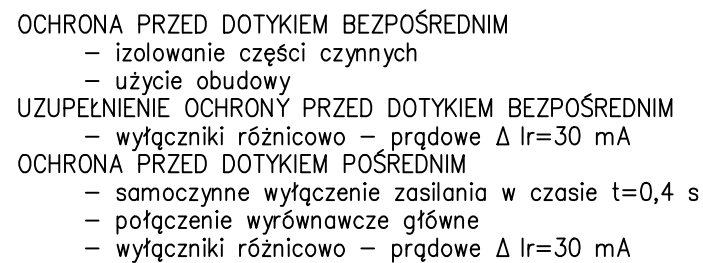 OCHRONA PRZED DOTYKIEM BEZPOŚREDNIM
– izolowanie części czynnych
– użycie obudowy
UZUPEŁNIENIE OCHRONY PRZED DOTYKIEM BEZPOŚREDNIM
– wyłączniki różnicowo – prądowe Δ Ir=30 mA
OCHRONA PRZED DOTYKIEM POŚREDNIM
– samoczynne wyłączenie zasilania w czasie t=0,4 s
– połączenie wyrównawcze główne
– wyłączniki różnicowo – prądowe Δ Ir=30 mA